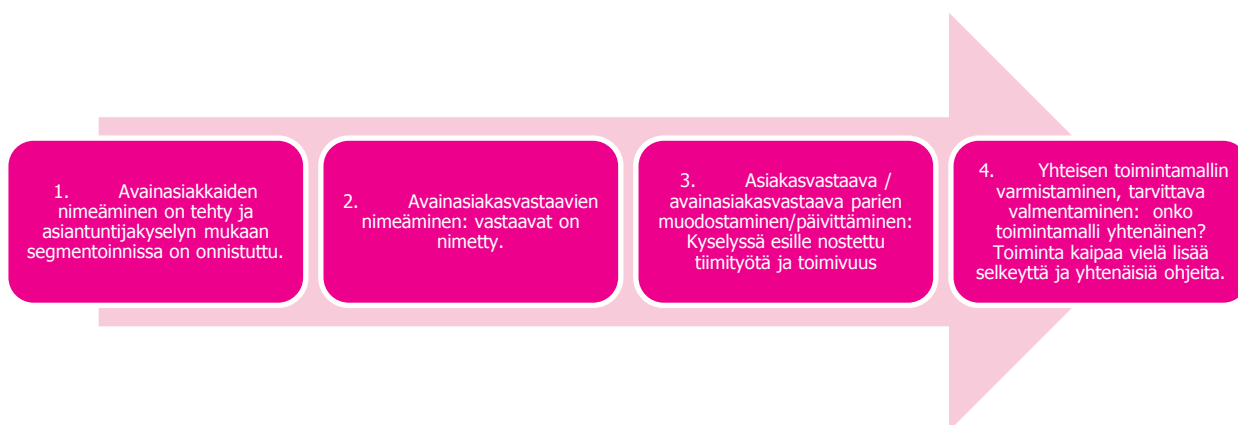 1. Avainasiakkaiden
nimeäminen on tehty ja
asiantuntijakyselyn mukaan
segmentoinnissa on onnistuttu.
2. Avainasiakasvastaavien
nimeäminen: vastaavat on
nimetty.
3. Asiakasvastaava /
avainasiakasvastaava parien
muodostaminen/päivittäminen:
Kyselyssä esille nostettu
tiimityötä ja toimivuus
4. Yhteisen toimintamallin
varmistaminen, tarvittava
valmentaminen: onko
toimintamalli yhtenäinen?
Toiminta kaipaa vielä lisää
selkeyttä ja yhtenäisiä ohjeita.